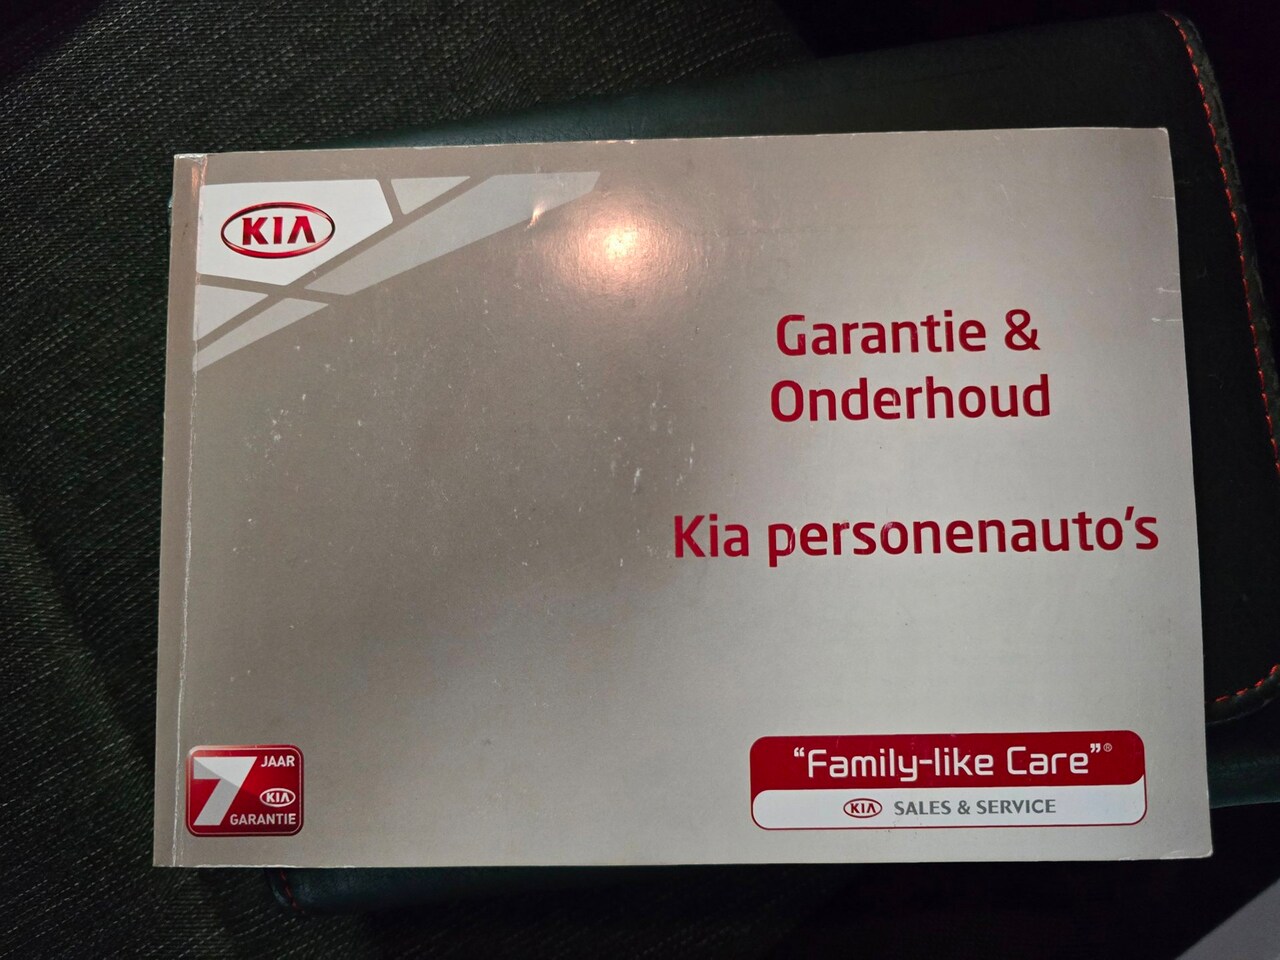 KIA
Garantie &
Onderhoud
Kia personenauto's
7 JAAR
KIA
GARANTIE
"Family-like Care"®
KIA SALES & SERVICE